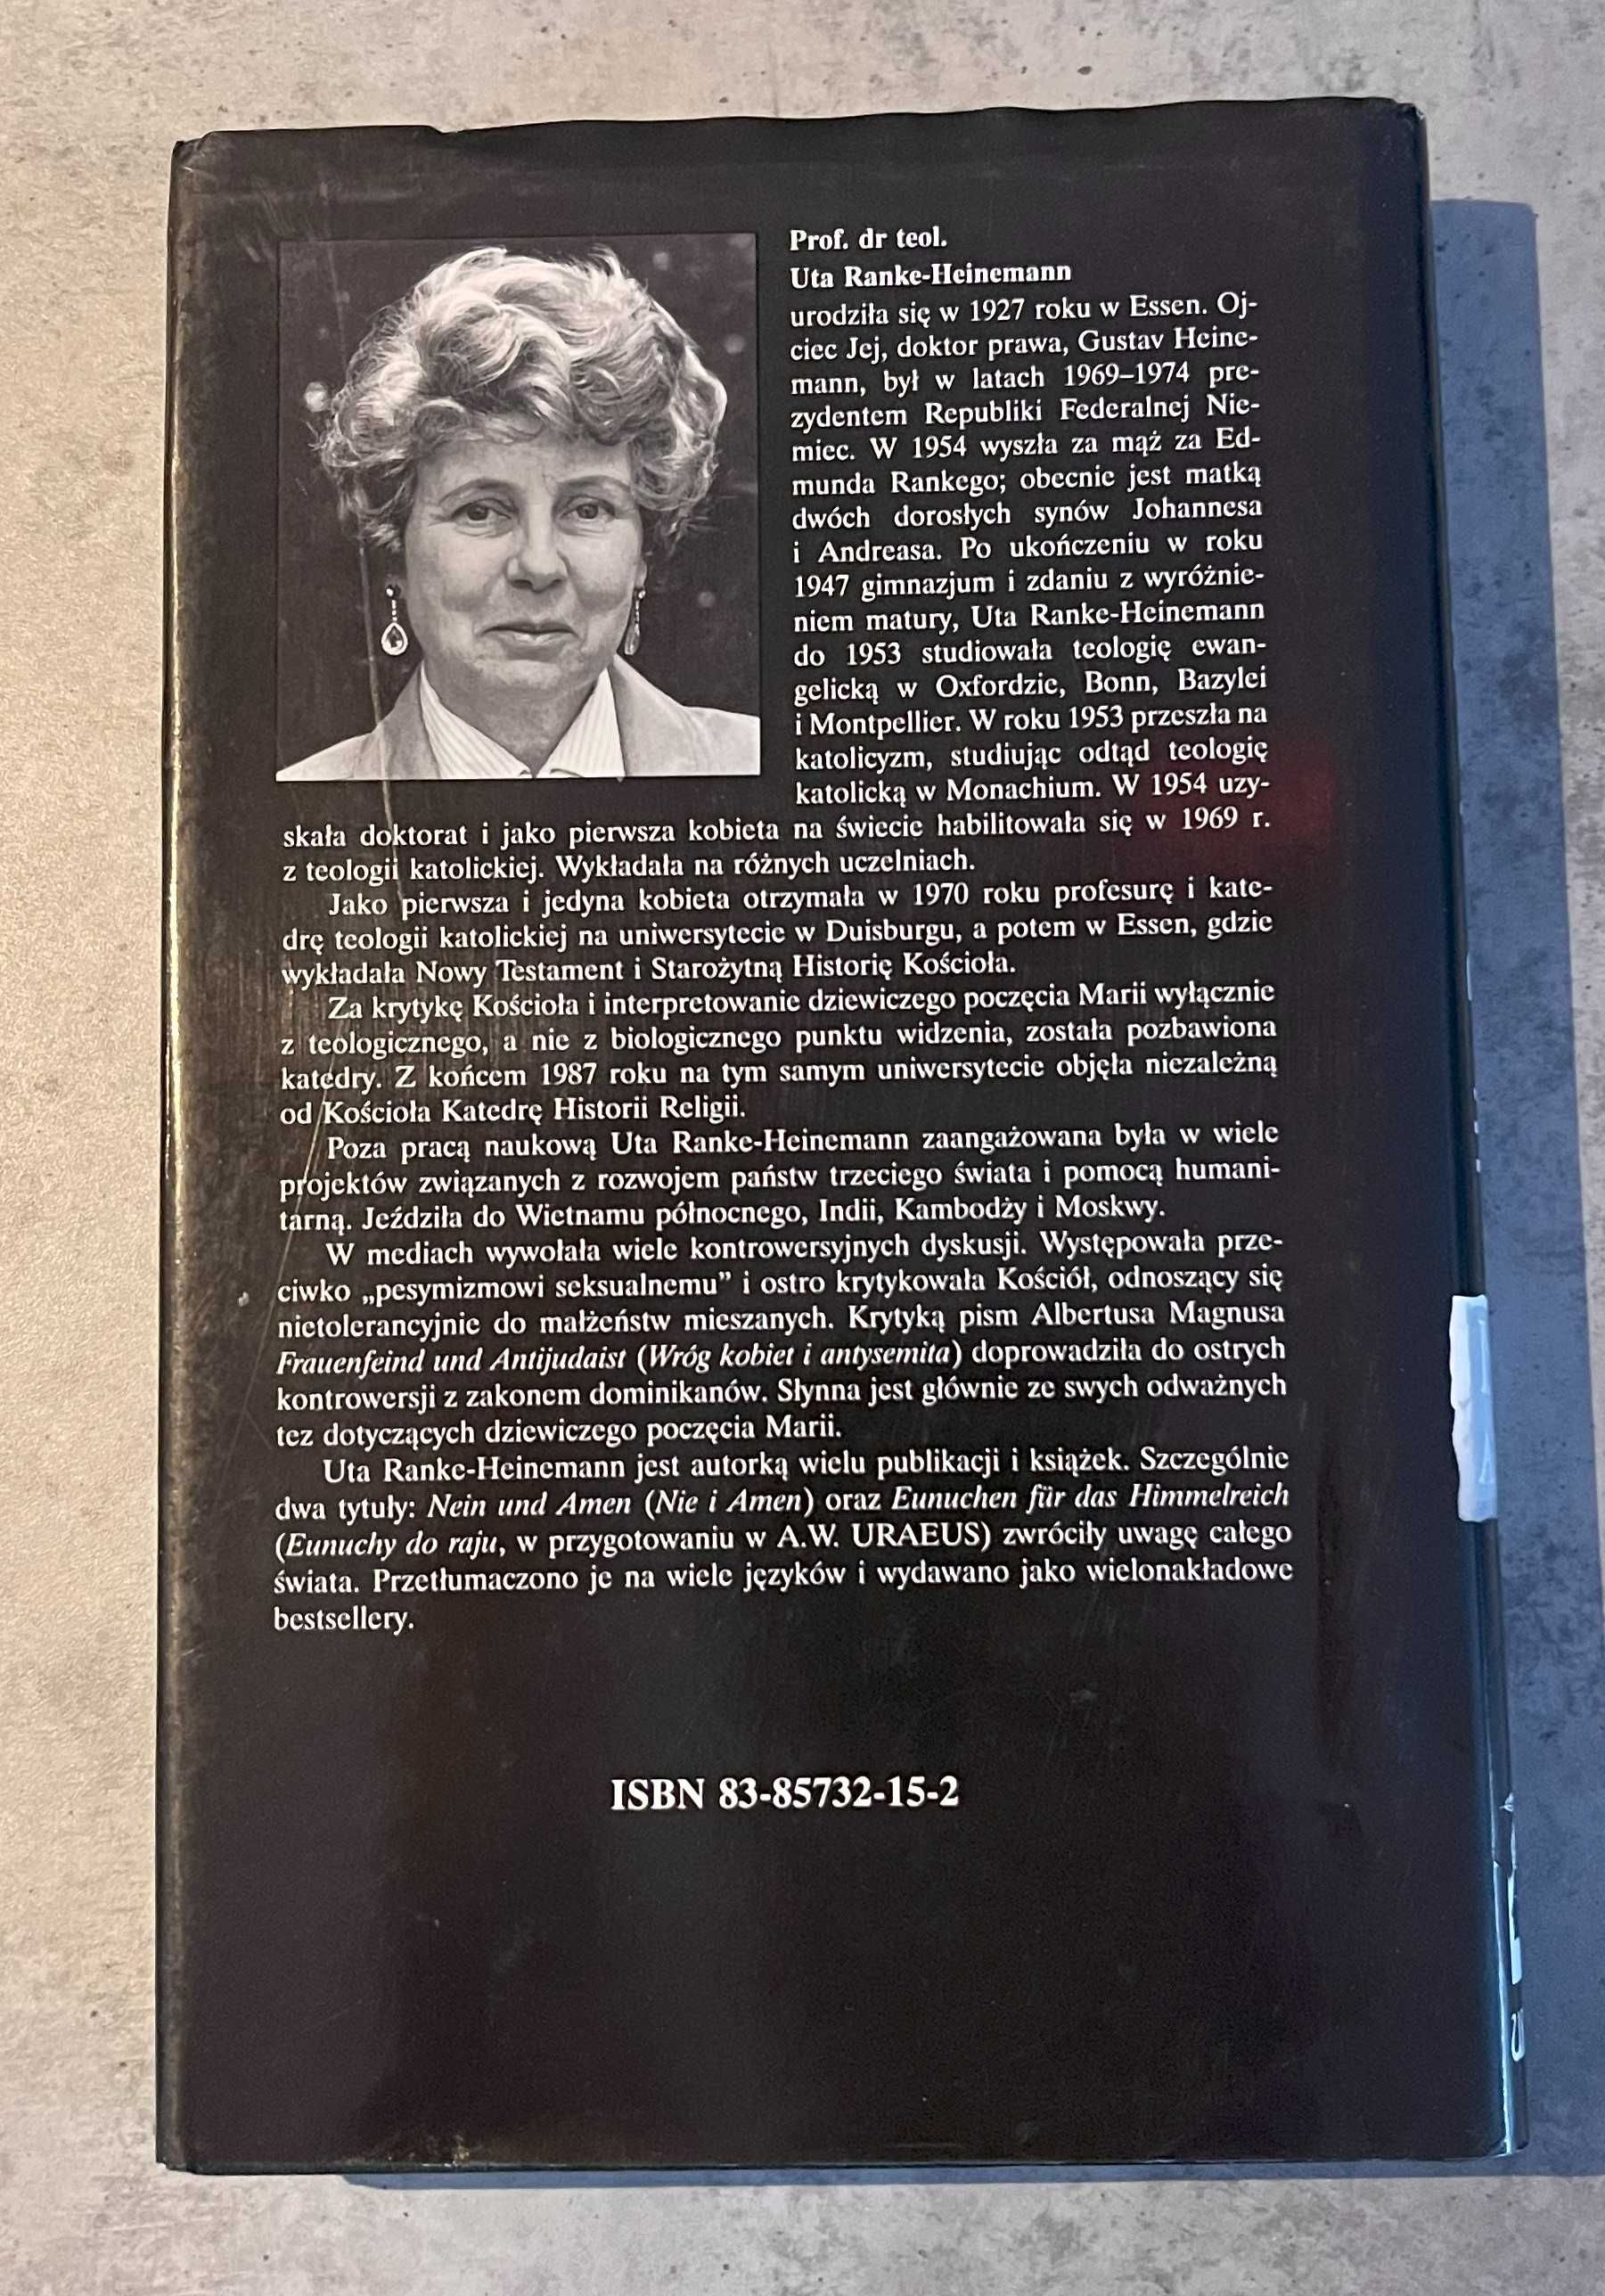 Prof. dr teol.
Uta Ranke-Heinemann
urodziła się w 1927 roku w Essen. Oj-
ciec Jej, doktor prawa, Gustav Heine-
mann, był w latach 1969–1974 pre-
zydentem Republiki Federalnej Nie-
miec. W 1954 wyszła za mąż za Ed-
munda Rankego; obecnie jest matką
dwóch dorosłych synów Johannesa
i Andreasa. Po ukończeniu w roku
1947 gimnazjum i zdaniu z wyróżnie-
niem matury, Uta Ranke-Heinemann
do 1953 studiowała teologię ewan-
gelicką w Oxfordzie, Bonn, Bazylei
i Montpellier. W roku 1953 przeszła na
katolicyzm, studiując odtąd teologię
katolicką w Monachium. W 1954 uzy-
skała doktorat i jako pierwsza kobieta na świecie habilitowała się w 1969 r.
z teologii katolickiej. Wykładała na różnych uczelniach.
Jako pierwsza i jedyna kobieta otrzymała w 1970 roku profesurę i kate-
drę teologii katolickiej na uniwersytecie w Duisburgu, a potem w Essen, gdzie
wykładała Nowy Testament i Starożytną Historię Kościoła.
Za krytykę Kościoła i interpretowanie dziewiczego poczęcia Marii wyłącznie
z teologicznego, a nie z biologicznego punktu widzenia, została pozbawiona
katedry. Z końcem 1987 roku na tym samym uniwersytecie objęła niezależną
od Kościoła Katedrę Historii Religii.
Poza pracą naukową Uta Ranke-Heinemann zaangażowana była w wiele
projektów związanych z rozwojem państw trzeciego świata i pomocą humani-
tarną. Jeździła do Wietnamu północnego, Indii, Kambodży i Moskwy.
W mediach wywołała wiele kontrowersyjnych dyskusji. Występowała prze-
ciwko „pesymizmowi seksualnemu” i ostro krytykowała Kościół, odnoszący się
nietolerancyjnie do małżeństw mieszanych. Krytyką pism Albertusa Magnusa
Frauenfeind und Antijudaist (Wróg kobiet i antysemita) doprowadziła do ostrych
kontrowersji z zakonem dominikanów. Słynna jest głównie ze swych odważnych
tez dotyczących dziewiczego poczęcia Marii.
Uta Ranke-Heinemann jest autorką wielu publikacji i książek. Szczególnie
dwa tytuły: Nein und Amen (Nie i Amen) oraz Eunuchen für das Himmelreich
(Eunuchy do raju, w przygotowaniu w A.W. URAEUS) zwróciły uwagę całego
świata. Przetłumaczono je na wiele języków i wydawano jako wielonakładowe
bestsellery.
ISBN 83-85732-15-2